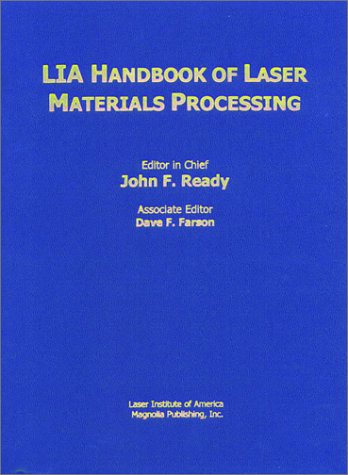 LIA HANDBOOK OF LASER
MATERIALS PROCESSING
Editor in Chief
John F. Ready
Associate Editor
Dave F. Farson
Laser Institute of America
Magnolia Publishing, Inc.